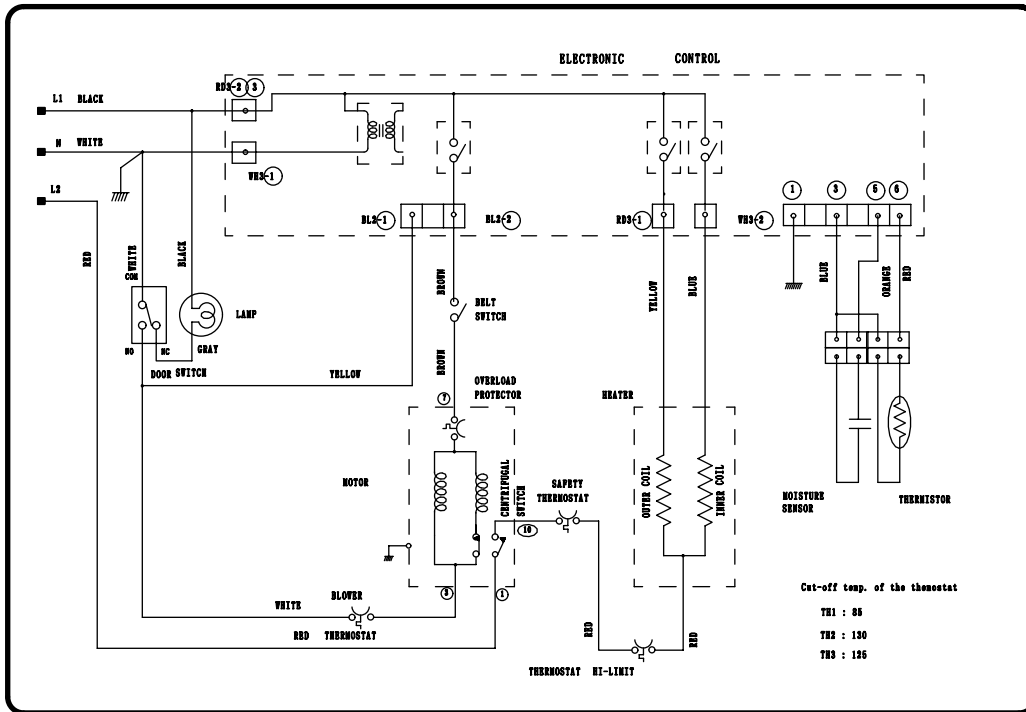 ELECTRONIC CONTROL
RD3-2 3
L1 BLACK
N WHITE
WH3-1
L2
1 3 5 6
BL2-1
BL2-2
RD3-1
WH3-2
RED
WHITE
BLACK
BROWN
YELLOW
BLUE
BLUE
ORANGE
RED
COM
LAMP
BELT
SWITCH
NO NC
GRAY
DOOR SWITCH
YELLOW
BROWN
OVERLOAD
PROTECTOR
7
HEATER
MOTOR
CENTRIFUGAL
SWITCH
SAFETY
THERMOSTAT
OUTER COIL
INNER COIL
MOISTURE
SENSOR
THERMISTOR
10
3
1
WHITE
BLOWER
RED THERMOSTAT
RED
RED
THERMOSTAT HI-LIMIT
Cut-off temp. of the themostat
TH1 : 85
TH2 : 130
TH3 : 125